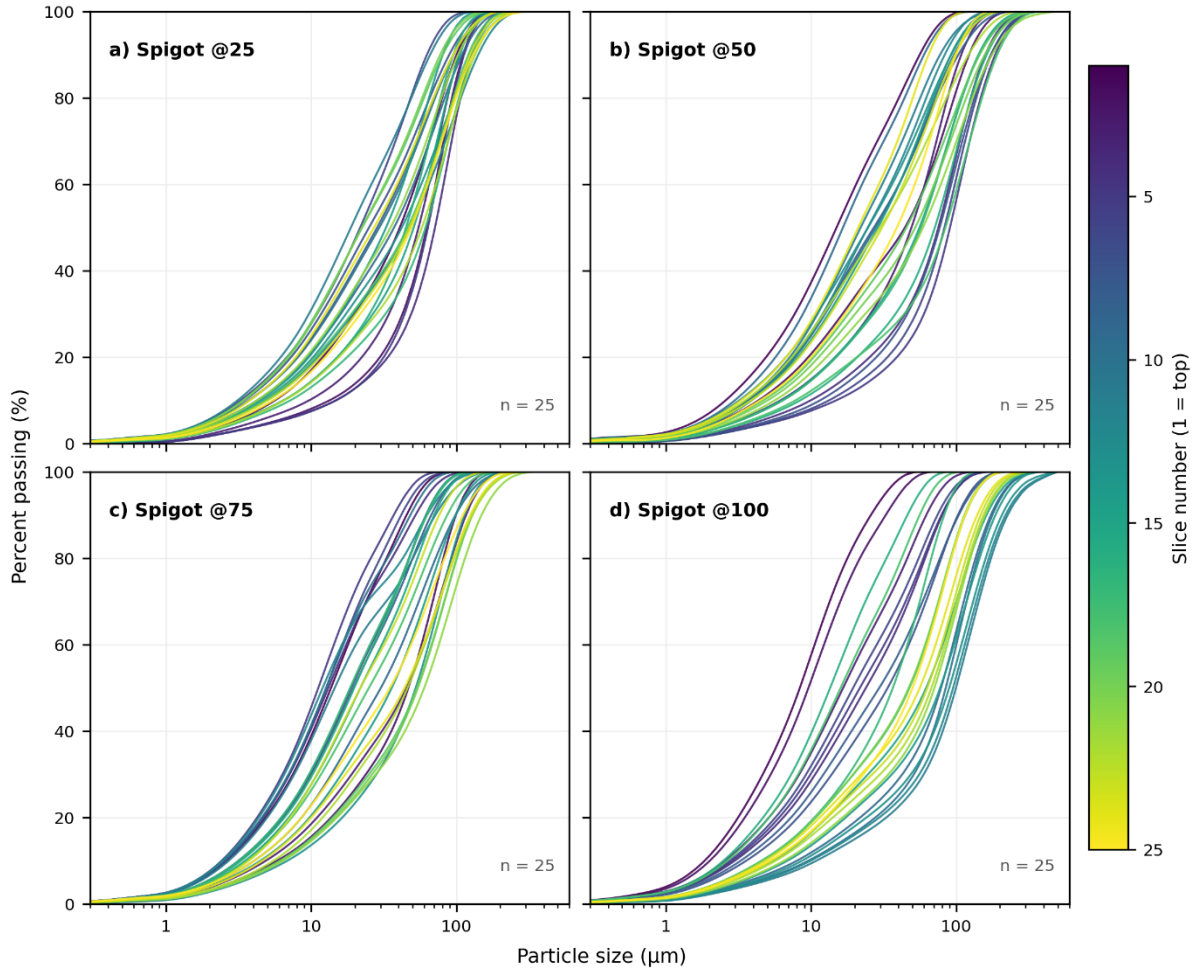 100
80
60
40
20
0
a) Spigot @25
n = 25
b) Spigot @50
n = 25
100
80
60
40
20
0
c) Spigot @75
n = 25
1
10
100
d) Spigot @100
n = 25
1
10
100
Percent passing (%)
Particle size (µm)
5
10
15
20
25
Slice number (1 = top)